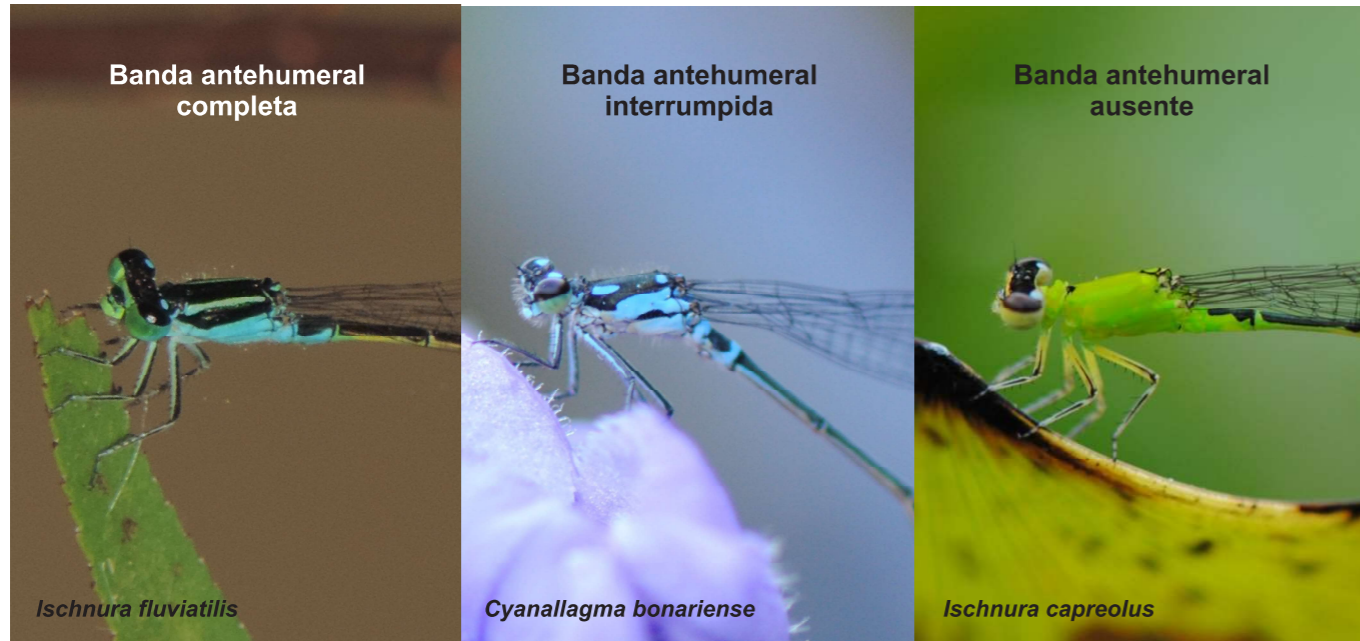 Banda antehumeral
completa
Banda antehumeral
interrumpida
Banda antehumeral
ausente
Ischnura fluviatilis
Cyanallagma bonariense
Ischnura capreolus